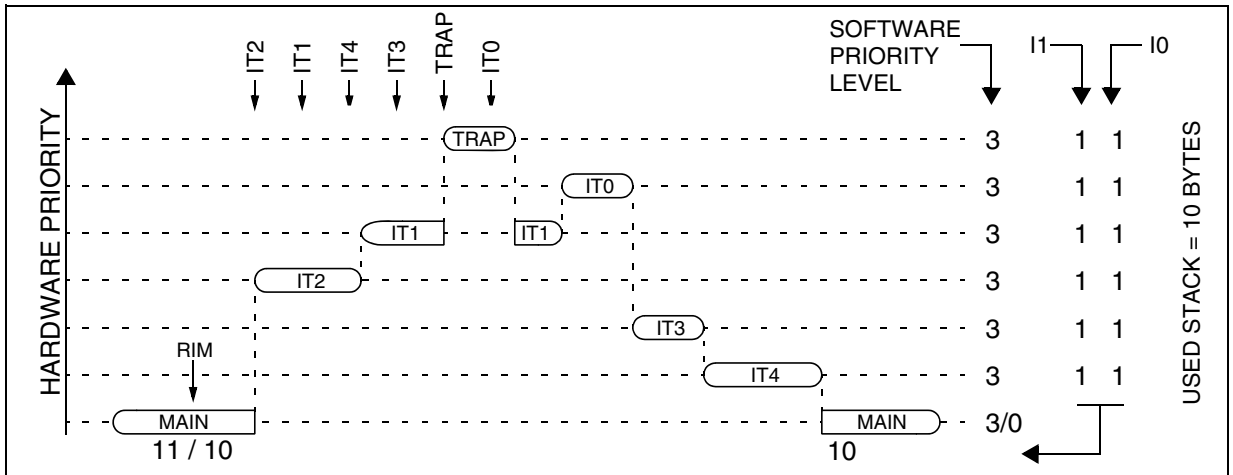 IT2
IT1
IT4
IT3
TRAP
IT0
SOFTWARE
PRIORITY
LEVEL
I1
I0
HARDWARE PRIORITY
TRAP
3
1 1
IT0
3
1 1
IT1
IT1
3
1 1
IT2
3
1 1
IT3
3
1 1
RIM
IT4
3
1 1
MAIN
MAIN
3/0
11 / 10
10
USED STACK = 10 BYTES